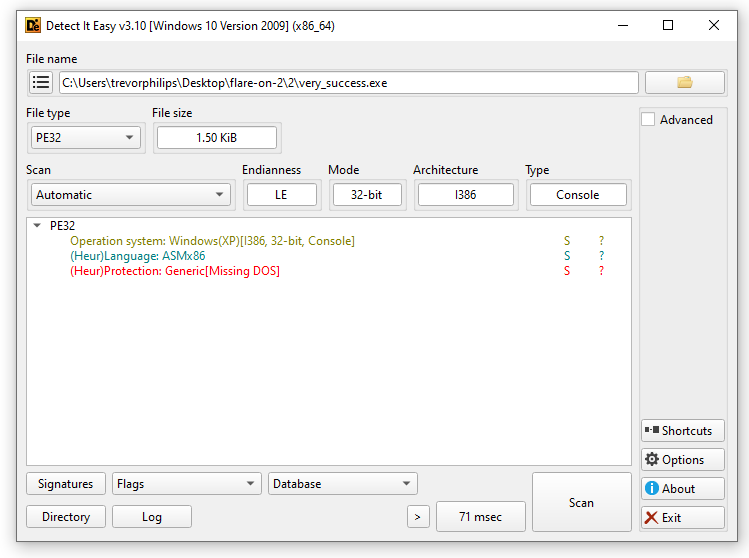 Detect It Easy v3.10 [Windows 10 Version 2009] (x86_64)
File name
C:\Users\trevorphilips\Desktop\flare-on-2\2\very_success.exe
File type File size
PE32 1.50 KiB
Advanced
Scan Endianness Mode Architecture Type
Automatic LE 32-bit I386 Console
PE32
Operation system: Windows(XP)[I386, 32-bit, Console] S ?
(Heur)Language: ASMx86 S ?
(Heur)Protection: Generic[Missing DOS] S ?
Shortcuts
Options
Signatures Flags Database Scan About
Directory Log > 71 msec Exit